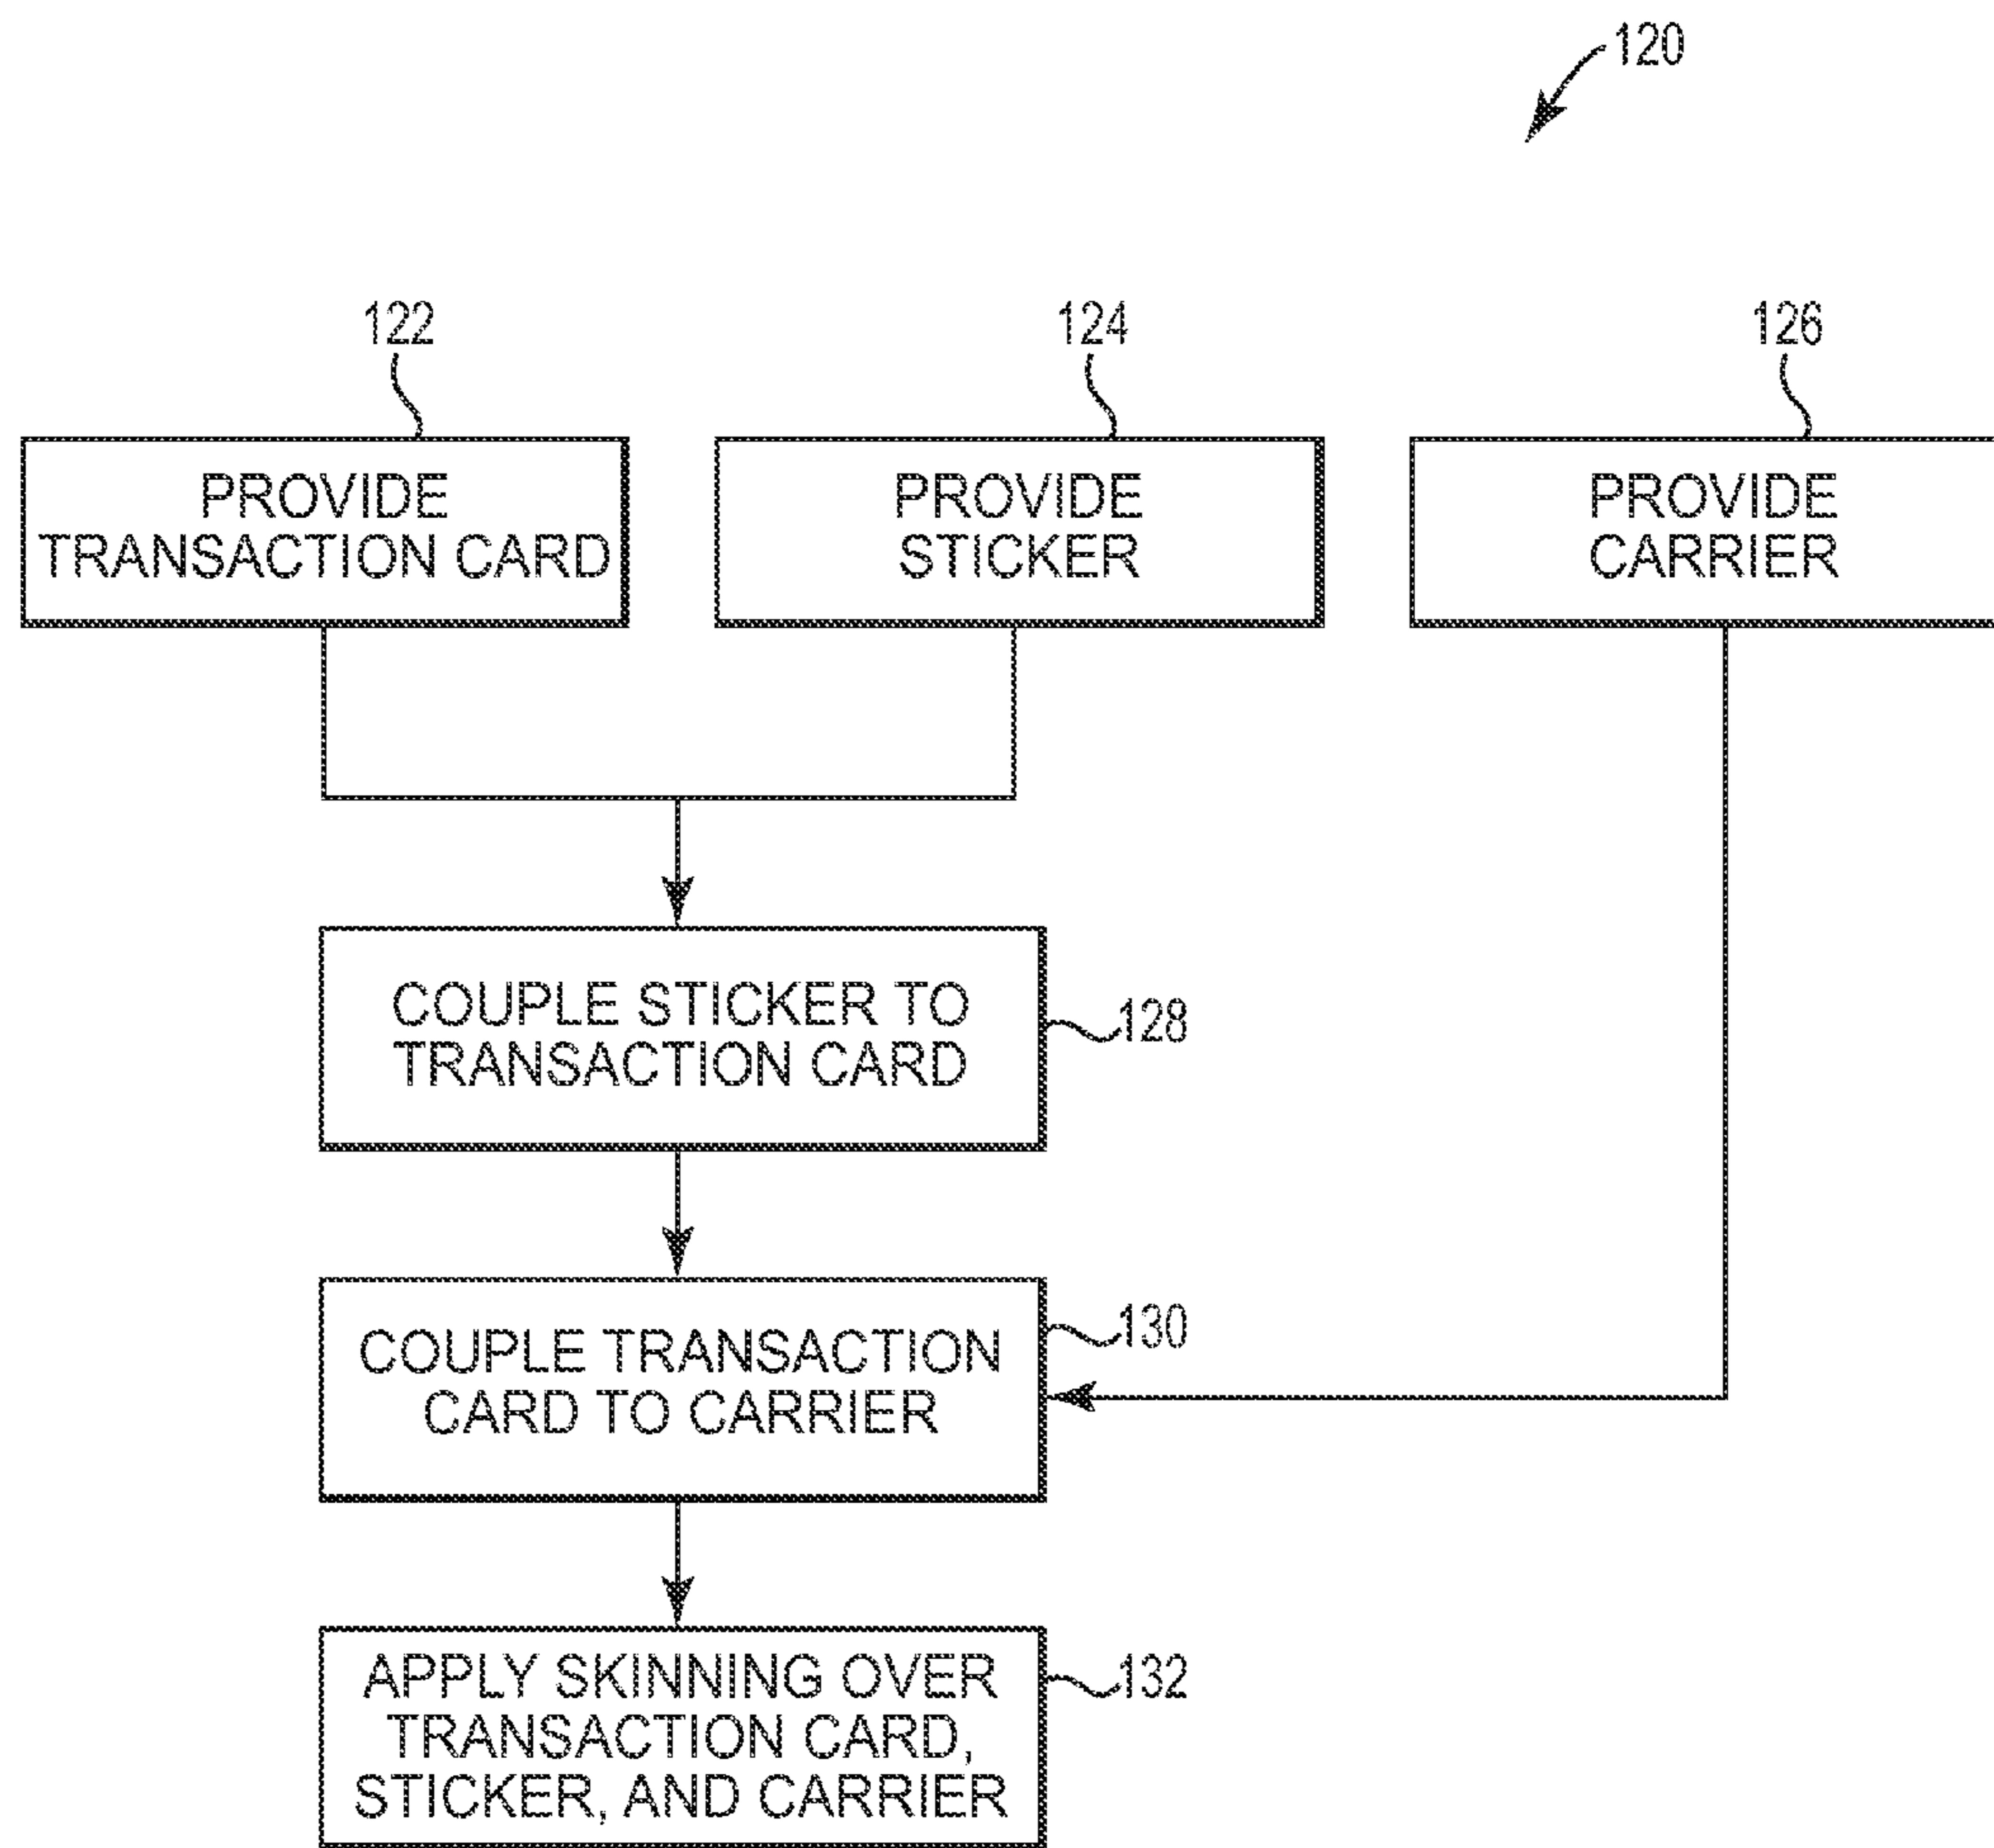 120
122
124
126
PROVIDE
TRANSACTION CARD
PROVIDE
STICKER
PROVIDE
CARRIER
COUPLE STICKER TO
TRANSACTION CARD
128
COUPLE TRANSACTION
CARD TO CARRIER
130
APPLY SKINNING OVER
TRANSACTION CARD,
STICKER, AND CARRIER
132